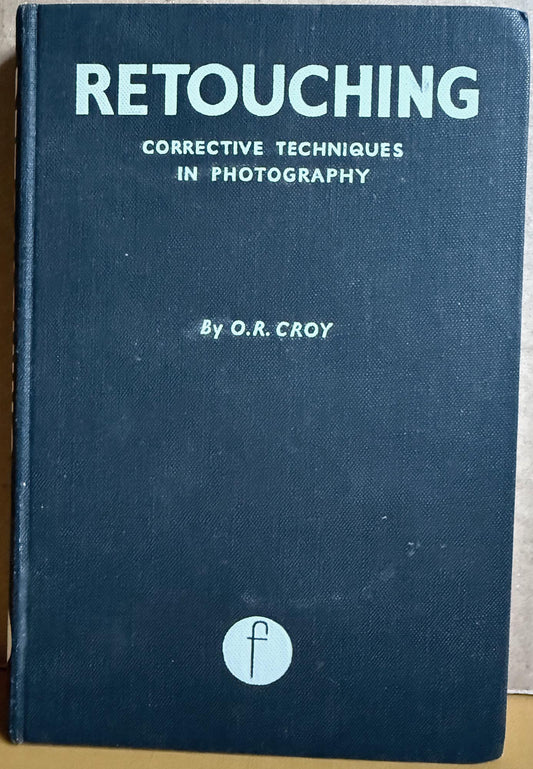 RETOUCHING
CORRECTIVE TECHNIQUES
IN PHOTOGRAPHY
By O.R. CROY
f